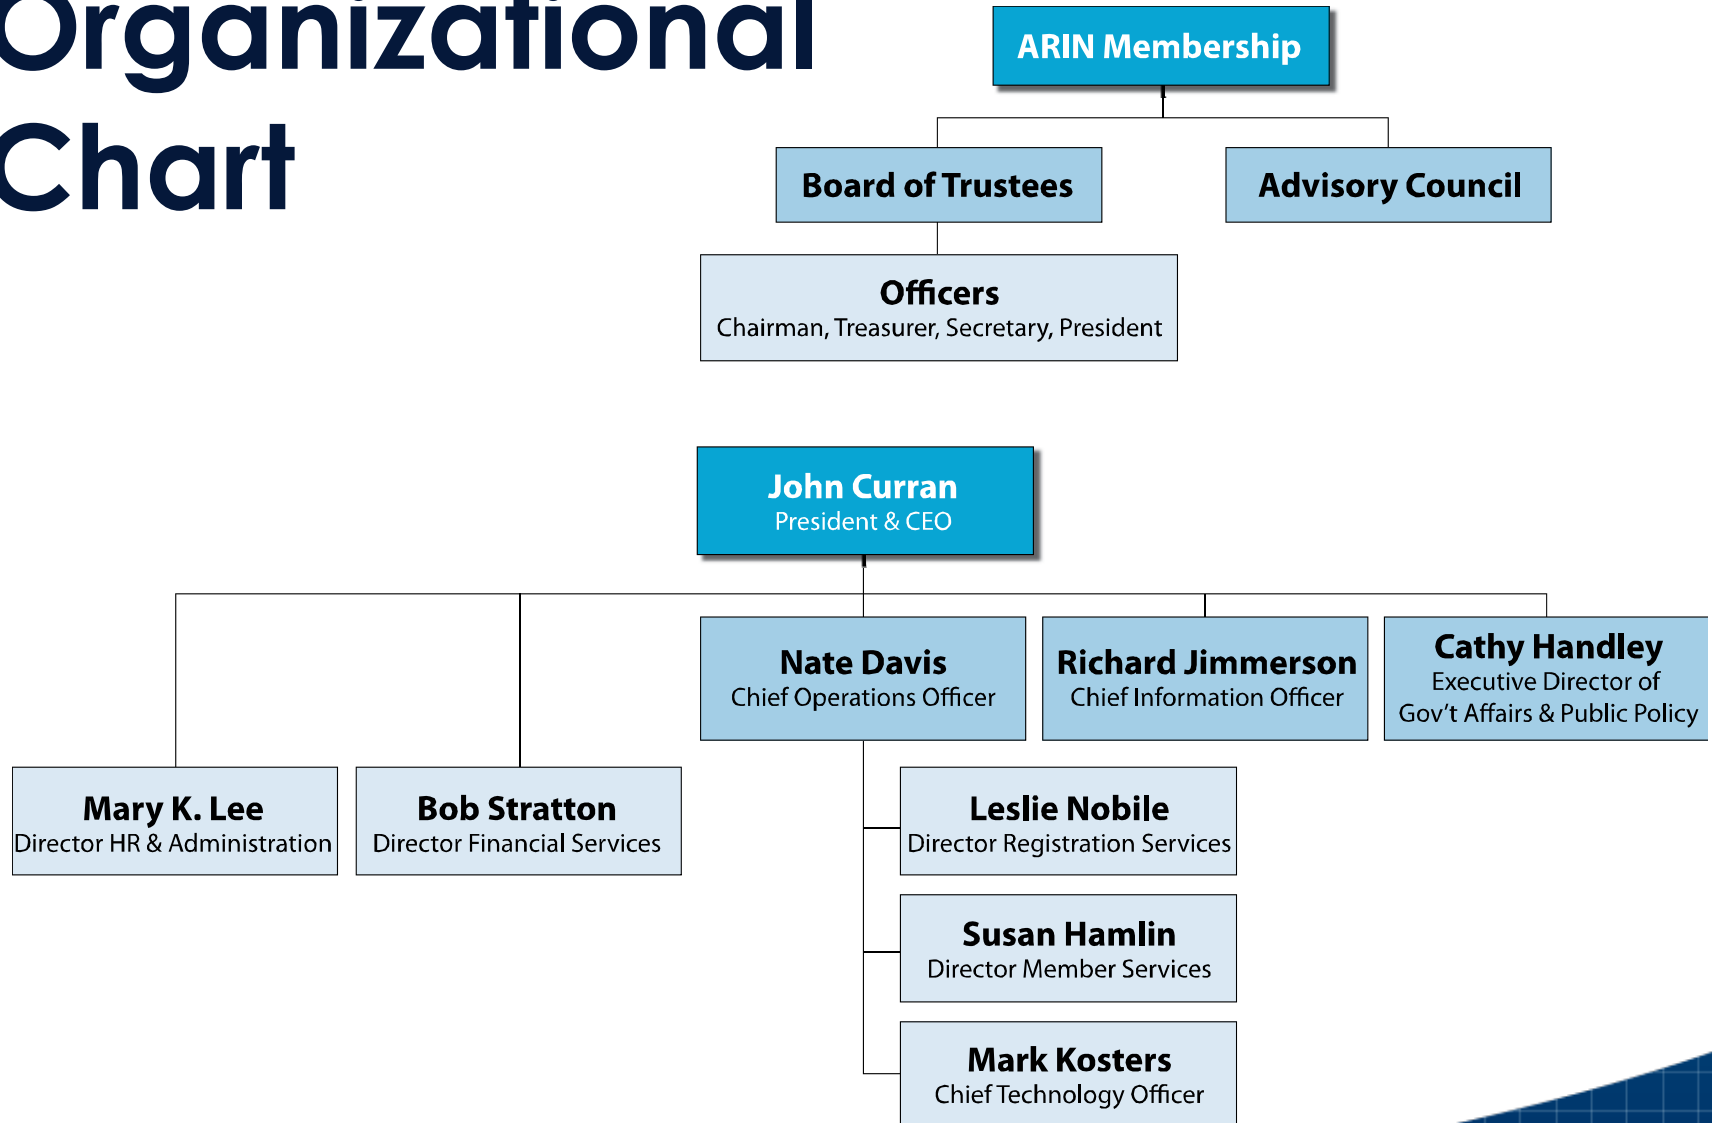 Organizational
Chart
ARIN Membership
Board of Trustees
Advisory Council
Officers
Chairman, Treasurer, Secretary, President
John Curran
President & CEO
Nate Davis
Chief Operations Officer
Richard Jimmerson
Chief Information Officer
Cathy Handley
Executive Director of
Gov't Affairs & Public Policy
Mary K. Lee
Director HR & Administration
Bob Stratton
Director Financial Services
Leslie Nobile
Director Registration Services
Susan Hamlin
Director Member Services
Mark Kosters
Chief Technology Officer